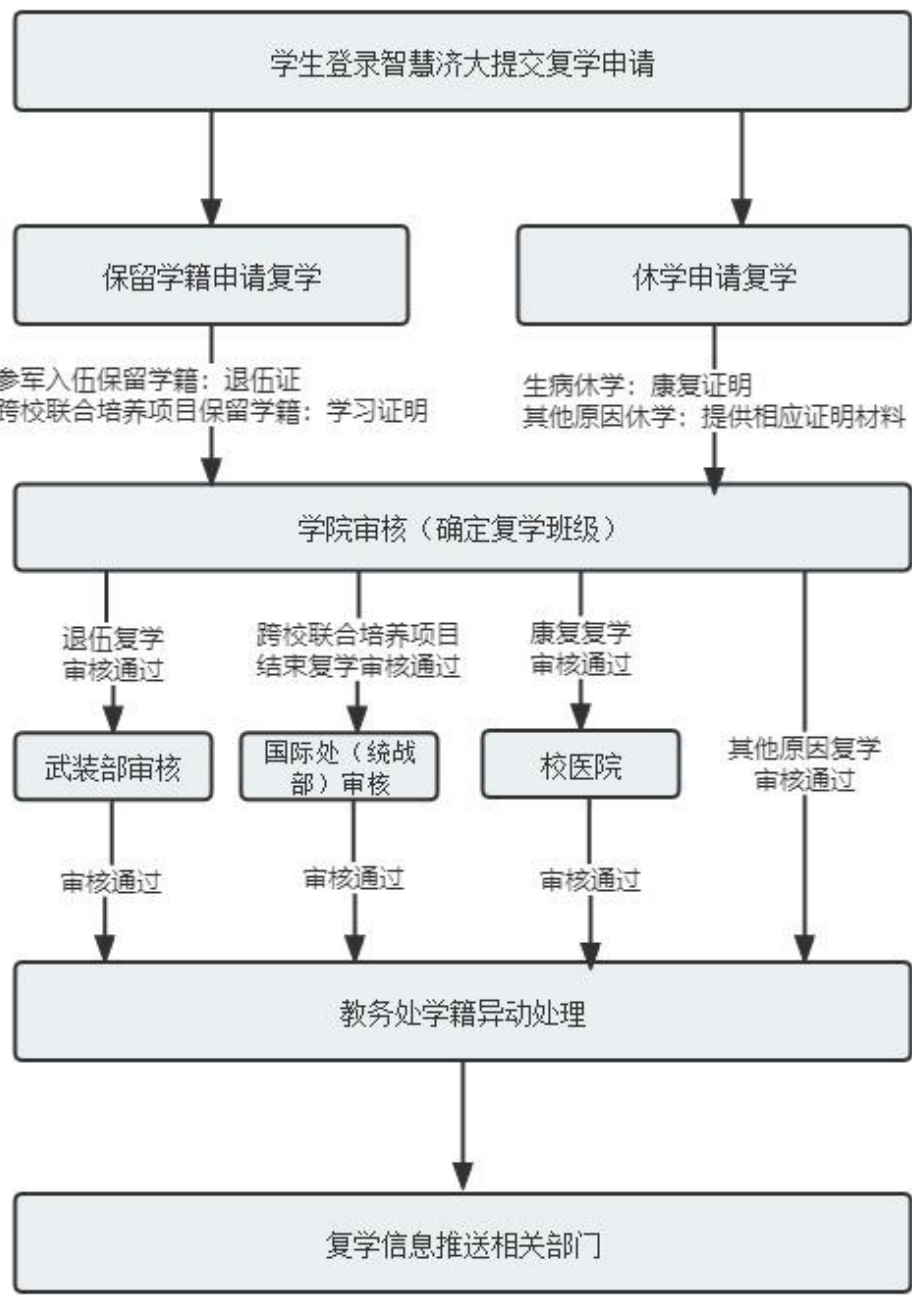 学生登录智慧济大提交复学申请
保留学籍申请复学
休学申请复学
参军入伍保留学籍：退伍证
跨校联合培养项目保留学籍：学习证明
生病休学：康复证明
其他原因休学：提供相应证明材料
学院审核（确定复学班级）
退伍复学
审核通过
跨校联合培养项目
结束复学审核通过
康复复学
审核通过
其他原因复学
审核通过
武装部审核
国际处（统战
部）审核
校医院
审核通过
审核通过
审核通过
教务处学籍异动处理
复学信息推送相关部门